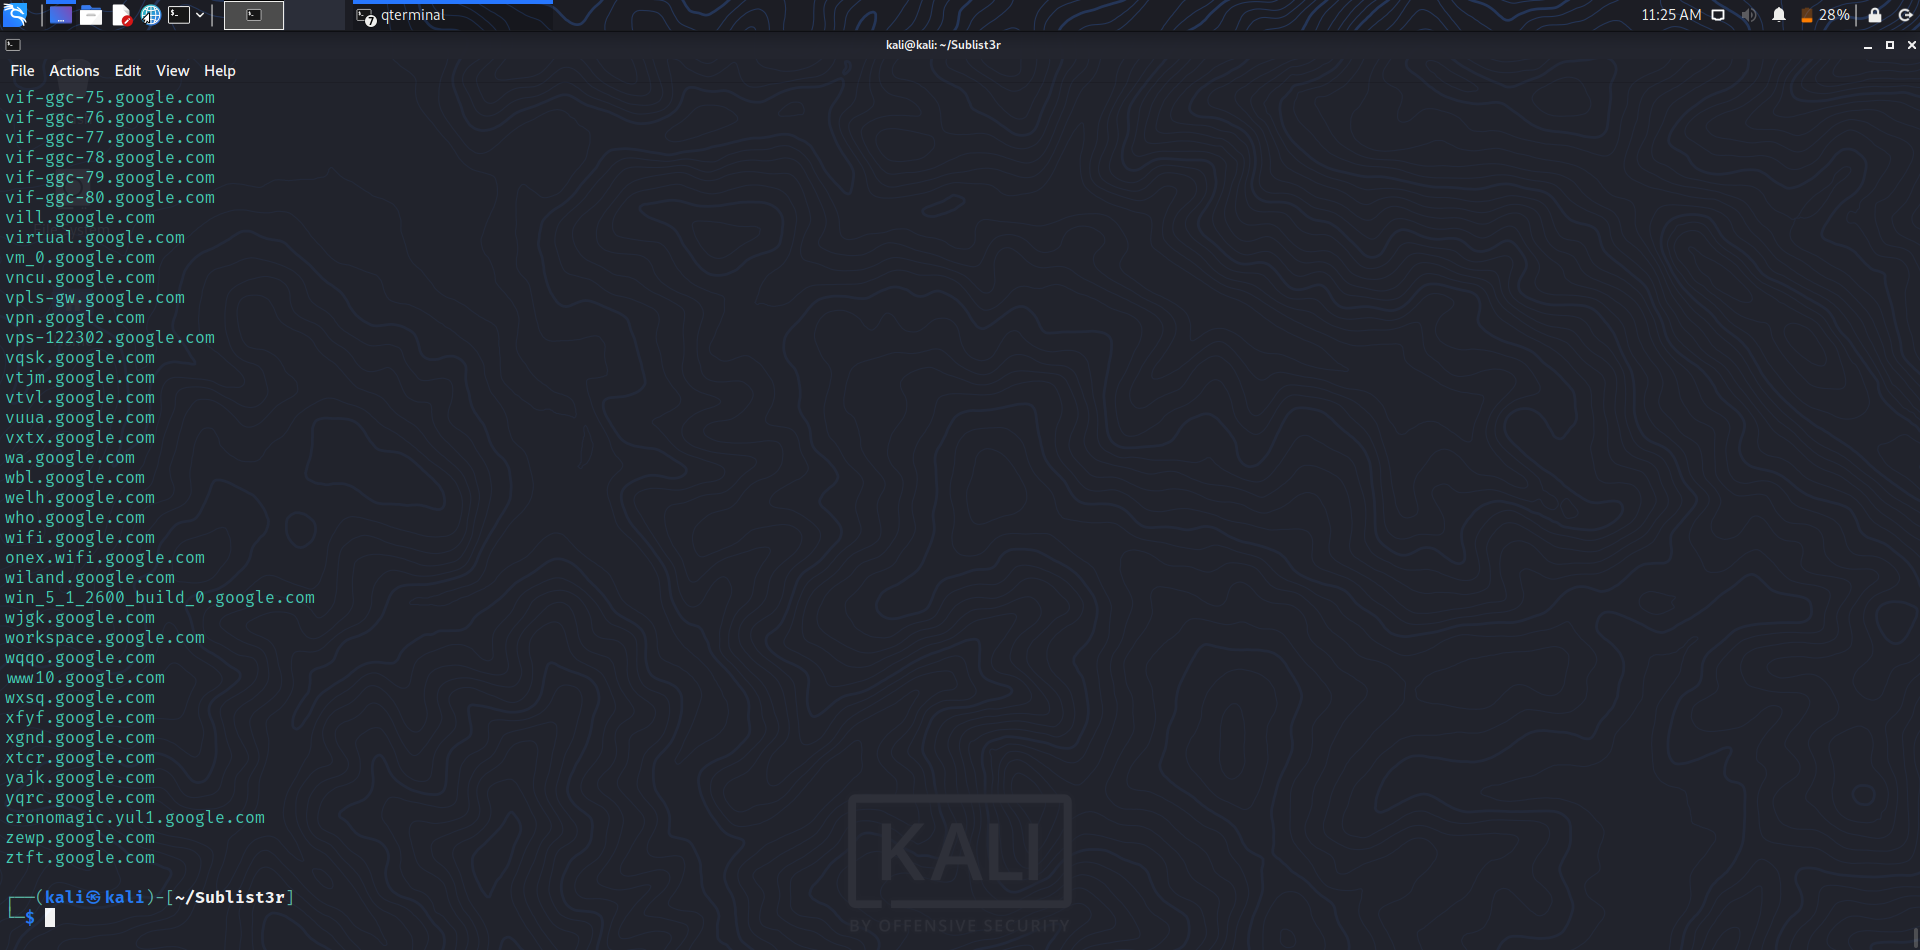 qterminal
7
11:25 AM
28%
kali@kali: ~/Sublist3r
File Actions Edit View Help
vif-ggc-75.google.com
vif-ggc-76.google.com
vif-ggc-77.google.com
vif-ggc-78.google.com
vif-ggc-79.google.com
vif-ggc-80.google.com
vill.google.com
virtual.google.com
vm_0.google.com
vncu.google.com
vpls-gw.google.com
vpn.google.com
vps-122302.google.com
vqsk.google.com
vtjm.google.com
vtvl.google.com
vuua.google.com
vxtx.google.com
wa.google.com
wbl.google.com
welh.google.com
who.google.com
wifi.google.com
onex.wifi.google.com
wiland.google.com
win_5_1_2600_build_0.google.com
wjgk.google.com
workspace.google.com
wqqo.google.com
www10.google.com
wxsq.google.com
xfyf.google.com
xgnd.google.com
xtcr.google.com
yajk.google.com
yqrc.google.com
cronomagic.yul1.google.com
zewp.google.com
ztft.google.com
┌──(kali㉿kali)-[~/Sublist3r]
└─$
KALI
BY OFFENSIVE SECURITY